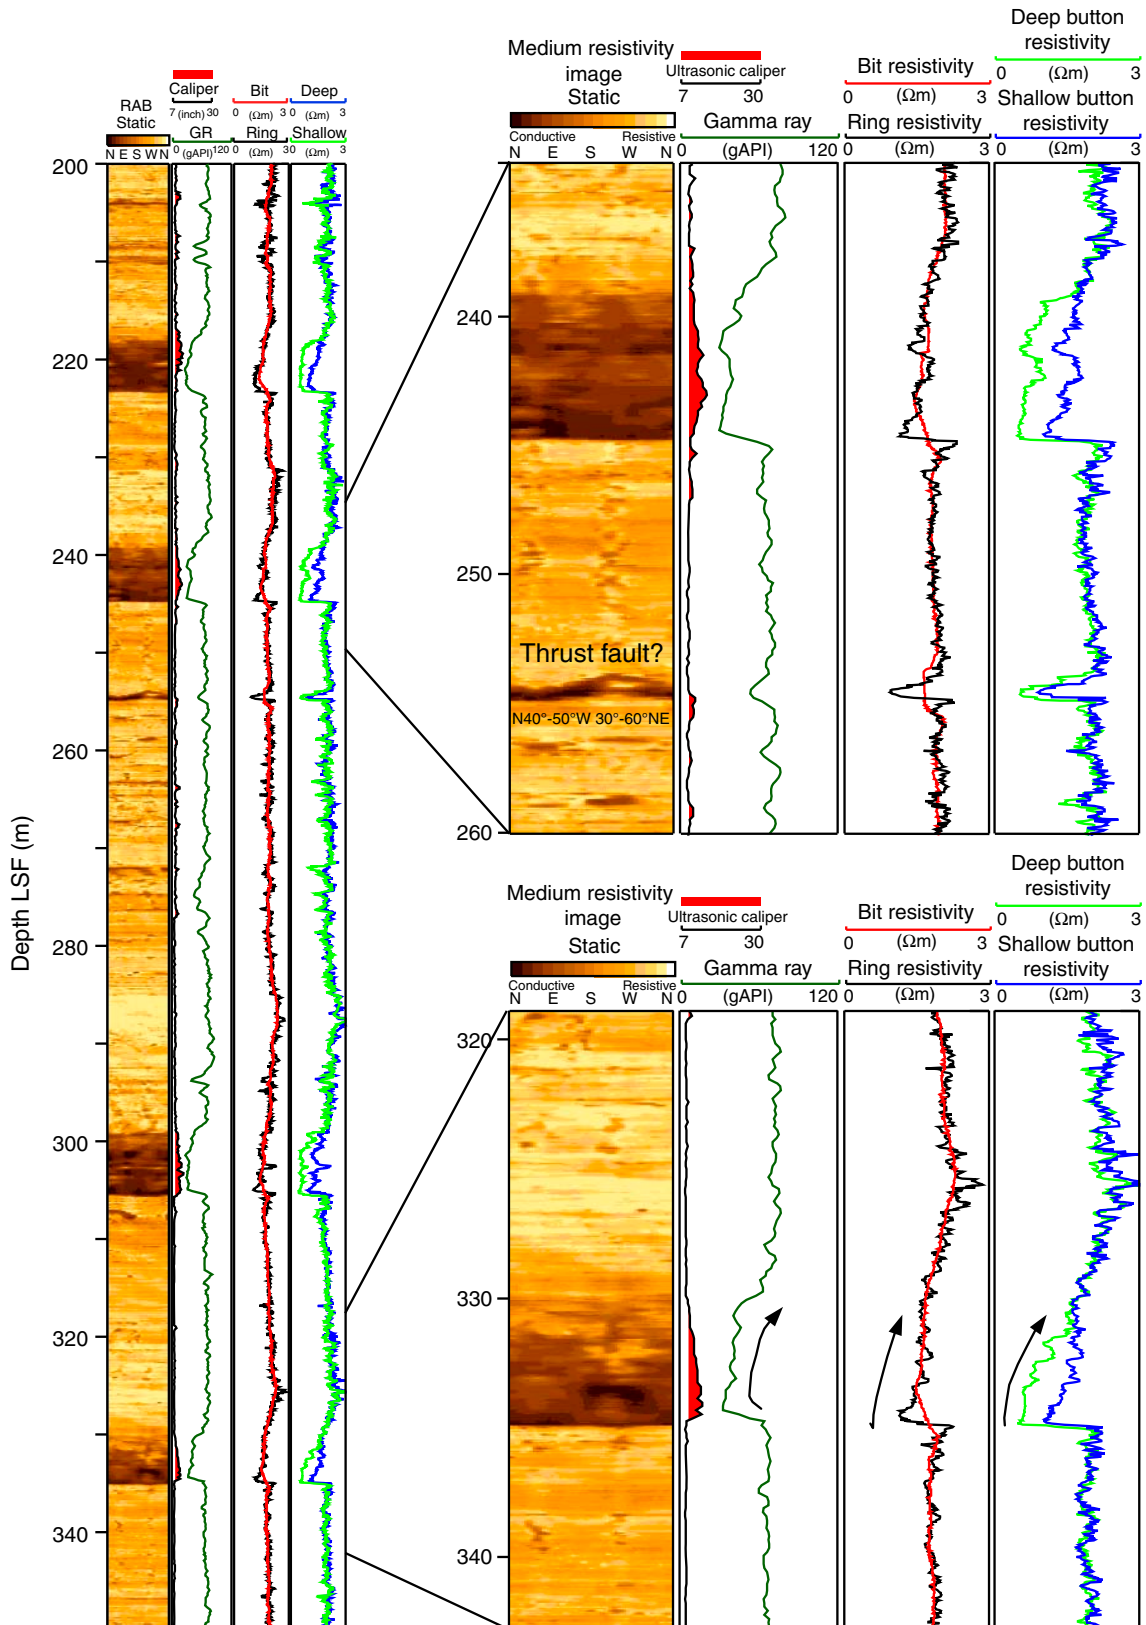 RAB
Static
N E S W N
Caliper
7 (inch) 30
GR
0 (gAPI) 120
Bit
0 (Ωm) 3
Ring
0 (Ωm) 3
Deep
0 (Ωm) 3
Shallow
0 (Ωm) 3
Depth LSF (m)
200
220
240
260
280
300
320
340
Medium resistivity
image
Static
Conductive Resistive
N E S W N
Ultrasonic caliper
7 30
Gamma ray
0 (gAPI) 120
Bit resistivity
0 (Ωm) 3
Ring resistivity
0 (Ωm) 3
Deep button
resistivity
0 (Ωm) 3
Shallow button
resistivity
0 (Ωm) 3
240
250
260
Thrust fault?
N40°-50°W 30°-60°NE
Medium resistivity
image
Static
Conductive Resistive
N E S W N
Ultrasonic caliper
7 30
Gamma ray
0 (gAPI) 120
Bit resistivity
0 (Ωm) 3
Ring resistivity
0 (Ωm) 3
Deep button
resistivity
0 (Ωm) 3
Shallow button
resistivity
0 (Ωm) 3
320
330
340